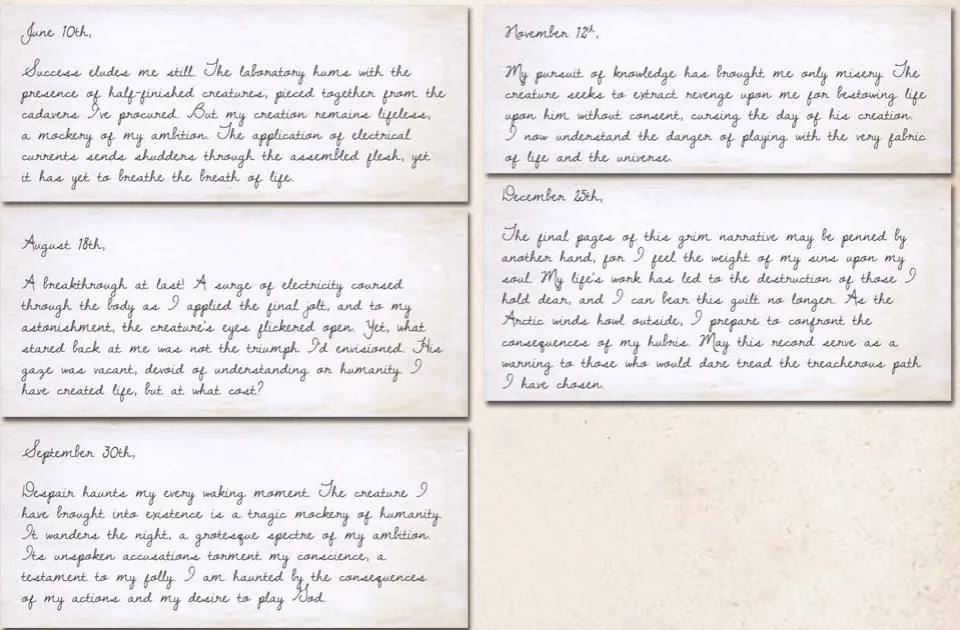 June 10th,
Success eludes me still. The laboratory hums with the
presence of half-finished creatures, pieced together from the
cadavers I've procured. But my creation remains lifeless,
a mockery of my ambition. The application of electrical
currents sends shudders through the assembled flesh, yet
it has yet to breathe the breath of life.
August 18th,
A breakthrough at last! A surge of electricity coursed
through the body as I applied the final jolt, and to my
astonishment, the creature's eyes flickered open. Yet, what
stared back at me was not the triumph I'd envisioned. His
gaze was vacant, devoid of understanding or humanity. I
have created life, but at what cost?
September 30th,
Despair haunts my every waking moment. The creature I
have brought into existence is a tragic mockery of humanity.
It wanders the night, a grotesque spectre of my ambition.
Its unspoken accusations torment my conscience, a
testament to my folly. I am haunted by the consequences
of my actions and my desire to play God.
November 12th,
My pursuit of knowledge has brought me only misery. The
creature seeks to extract revenge upon me for bestowing life
upon him without consent, cursing the day of his creation.
I now understand the danger of playing with the very fabric
of life and the universe.
December 25th,
The final pages of this grim narrative may be penned by
another hand, for I feel the weight of my sins upon my
soul. My life's work has led to the destruction of those I
hold dear, and I can bear this guilt no longer. As the
Arctic winds howl outside, I prepare to confront the
consequences of my hubris. May this record serve as a
warning to those who would dare tread the treacherous path
I have chosen.